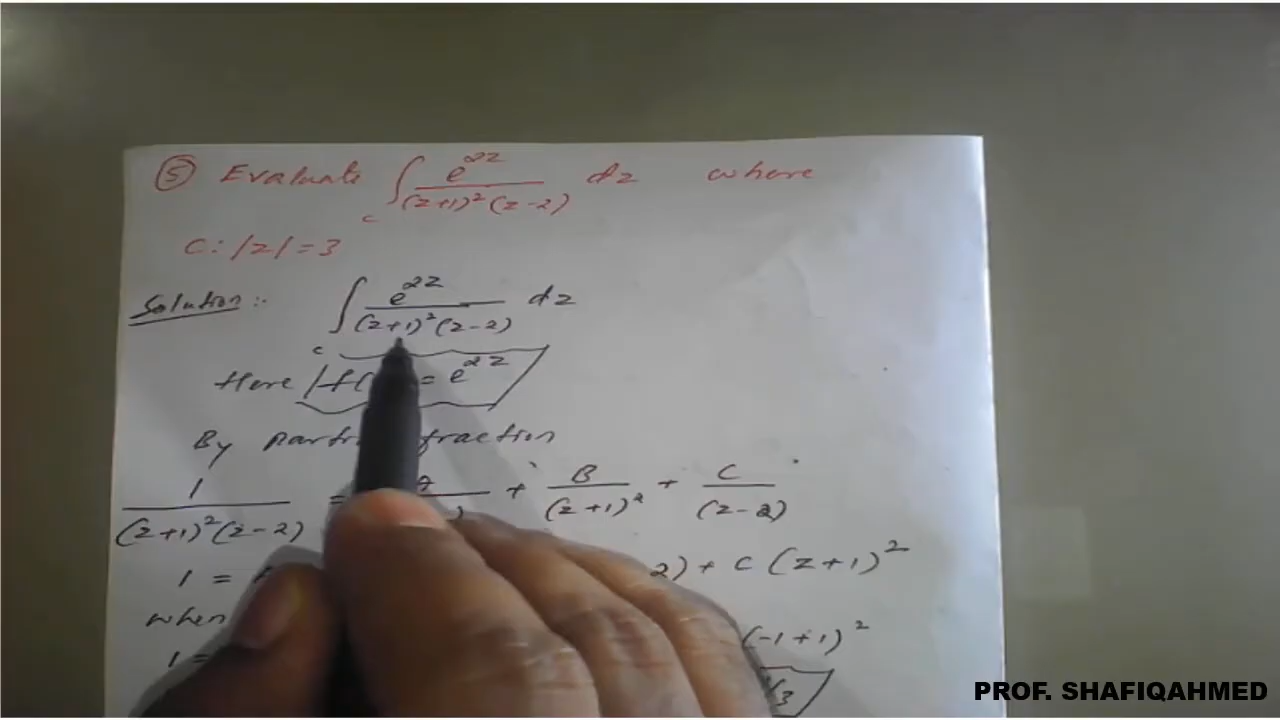 ⑤ Evaluate ∫_c e^{2z} / (z+1)²(z-2) dz where
C: |z| = 3
Solution:- ∫_c e^{2z} / (z+1)²(z-2) dz
Here f( = e^{2z}
By fraction
1 / (z+1)²(z-2) = A / ) + B / (z+1)² + C / (z-2)
1 = 2) + C (z+1)²
when (-1+1)²
1 = /3
PROF. SHAFIQAHMED